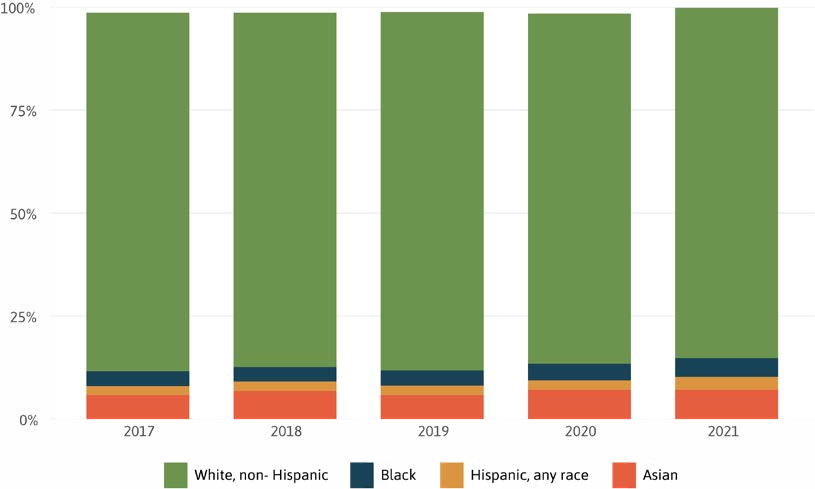 100%
75%
50%
25%
0%
2017 2018 2019 2020 2021
White, non- Hispanic Black Hispanic, any race Asian